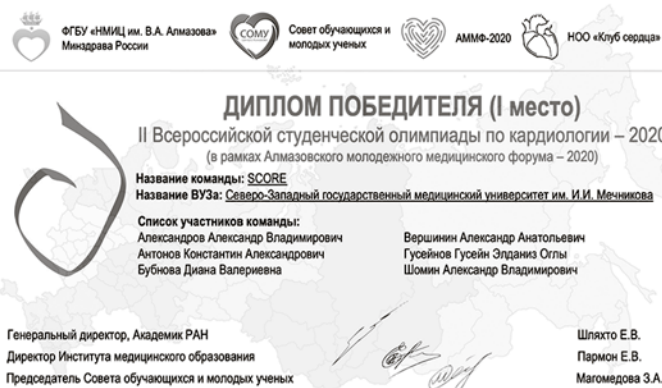 ФГБУ «НМИЦ им. В.А. Алмазова»
Минздрава России
СОМУ
Совет обучающихся и
молодых ученых
АММФ-2020
НОО «Клуб сердца»
ДИПЛОМ ПОБЕДИТЕЛЯ (I место)
II Всероссийской студенческой олимпиады по кардиологии – 2020
(в рамках Алмазовского молодежного медицинского форума – 2020)
Название команды: SCORE
Название ВУЗа: Северо-Западный государственный медицинский университет им. И.И. Мечникова
Список участников команды:
Александров Александр Владимирович
Антонов Константин Александрович
Бубнова Диана Валериевна
Вершинин Александр Анатольевич
Гусейнов Гусейн Элданиз Оглы
Шомин Александр Владимирович
Генеральный директор, Академик РАН
Шляхто Е.В.
Директор Института медицинского образования
Пармон Е.В.
Председатель Совета обучающихся и молодых ученых
Магомедова З.А.